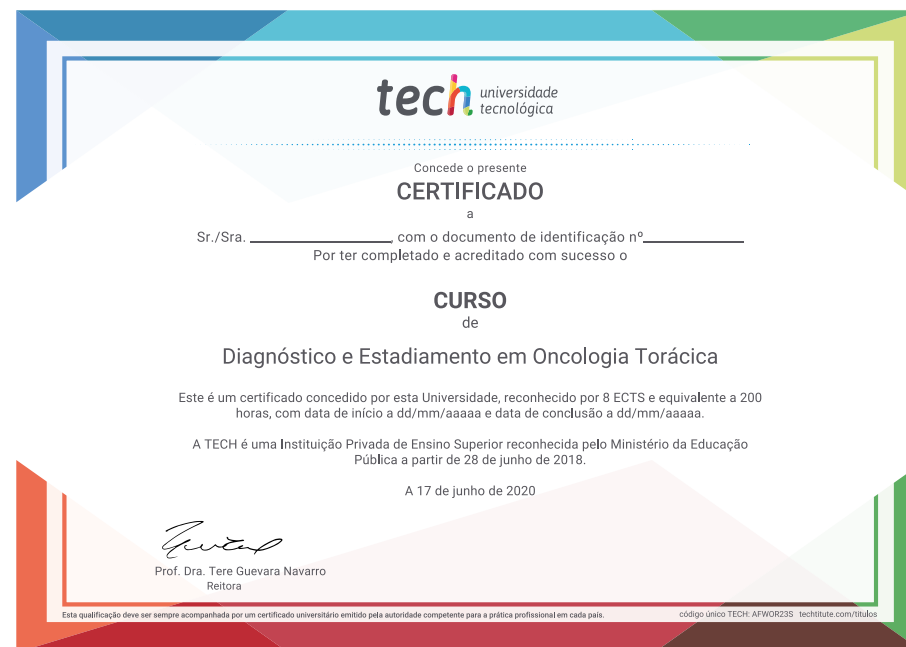 tech universidade
tecnológica
Concede o presente
CERTIFICADO
a
Sr./Sra. ____________________, com o documento de identificação nº______________
Por ter completado e acreditado com sucesso o
CURSO
de
Diagnóstico e Estadiamento em Oncologia Torácica
Este é um certificado concedido por esta Universidade, reconhecido por 8 ECTS e equivalente a 200
horas, com data de início a dd/mm/aaaaa e data de conclusão a dd/mm/aaaaa.
A TECH é uma Instituição Privada de Ensino Superior reconhecida pelo Ministério da Educação
Pública a partir de 28 de junho de 2018.
A 17 de junho de 2020
Prof. Dra. Tere Guevara Navarro
Reitora
Esta qualificação deve ser sempre acompanhada por um certificado universitário emitido pela autoridade competente para a prática profissional em cada país.
código único TECH: AFWOR23S techtitute.com/titulos